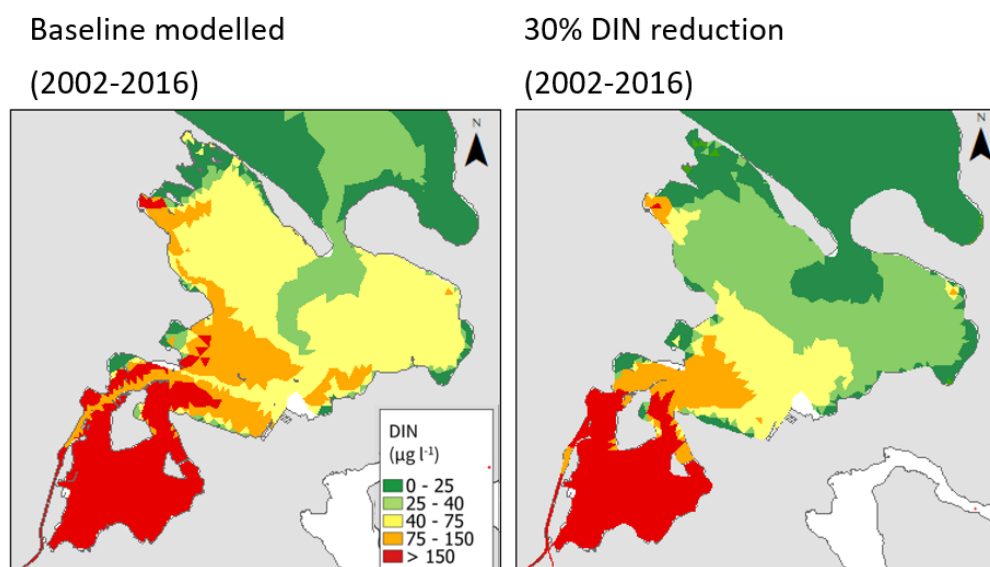 Baseline modelled
(2002-2016)
30% DIN reduction
(2002-2016)
N
N
DIN
(µg l⁻¹)
0 - 25
25 - 40
40 - 75
75 - 150
> 150